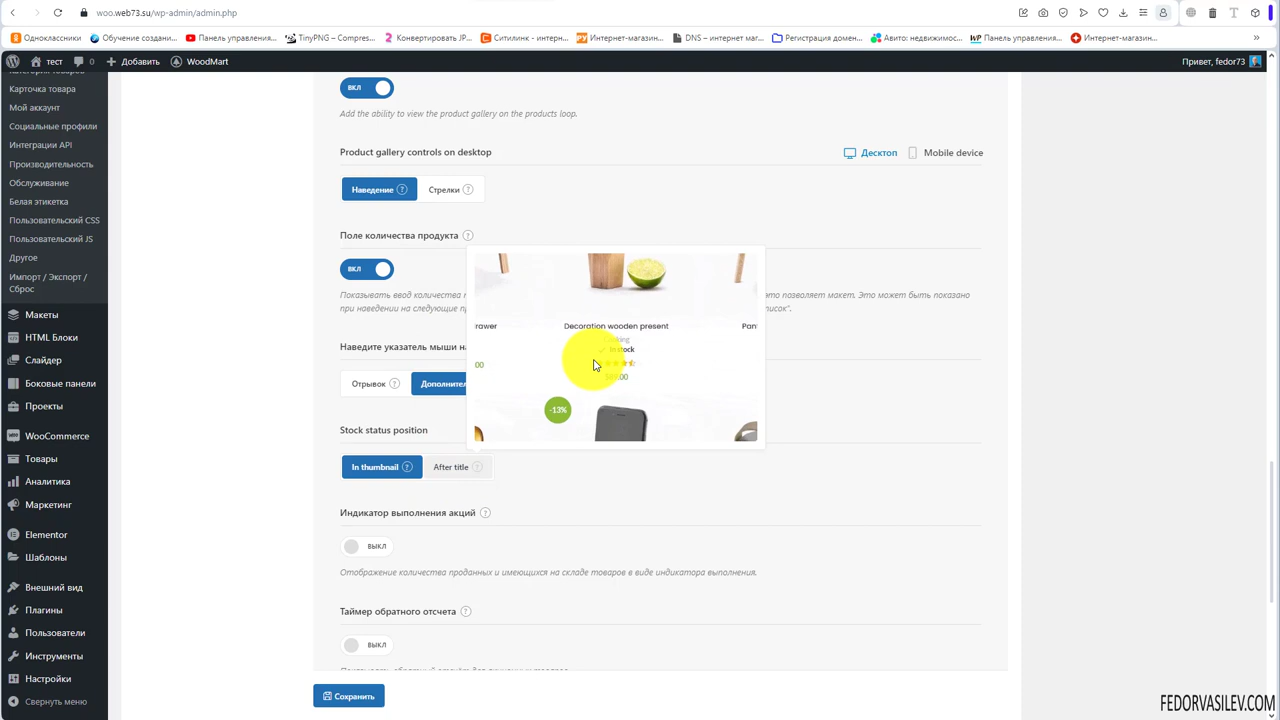 woo.web73.su/wp-admin/admin.php
Одноклассники
Обучение создани...
Панель управления...
TinyPNG – Compres...
Конвертировать JP...
Ситилинк - интерн...
Интернет-магазин...
DNS – интернет маг...
Регистрация домен...
Авито: недвижимос...
Панель управления...
Интернет-магазин...
тест
0
Добавить
WoodMart
Привет, fedor73
Карточка товара
Мой аккаунт
Социальные профили
Интеграции API
Производительность
Обслуживание
Белая этикетка
Пользовательский CSS
Пользовательский JS
Другое
Импорт / Экспорт /
Сброс
Макеты
HTML Блоки
Слайдер
Боковые панели
Проекты
WooCommerce
Товары
Аналитика
Маркетинг
Elementor
Шаблоны
Внешний вид
Плагины
Пользователи
Инструменты
Настройки
Свернуть меню
ВКЛ
Add the ability to view the product gallery on the products loop.
Product gallery controls on desktop
Десктоп
Mobile device
Наведение ?
Стрелки ?
Поле количества продукта ?
ВКЛ
Показывать ввод количества
это позволяет макет. Это может быть показано
при наведении на следующие
список".
Наведите указатель мыши
Отрывок ?
Дополнител
rawer
Decoration wooden present
Pan
In stock
00
-13%
Stock status position
In thumbnail ?
After title ?
Индикатор выполнения акций ?
ВЫКЛ
Отображение количества проданных и имеющихся на складе товаров в виде индикатора выполнения.
Таймер обратного отсчета ?
ВЫКЛ
Сохранить
FEDORVASILEV.COM